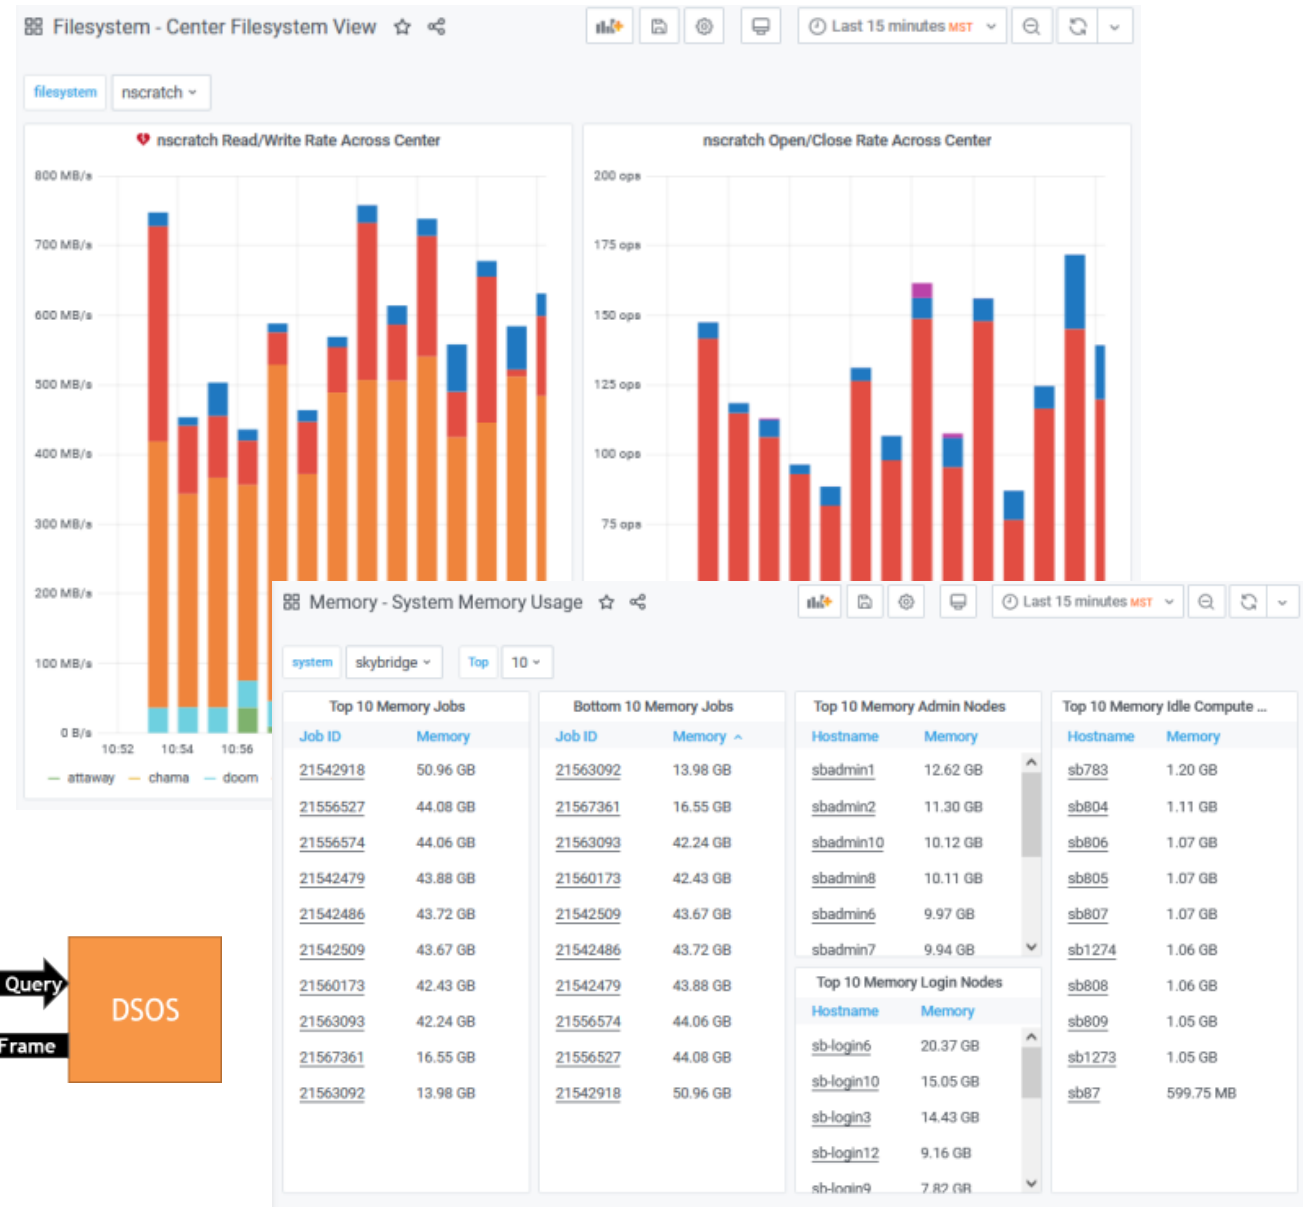 Filesystem - Center Filesystem View
Last 15 minutes MST
filesystem nscratch
nscratch Read/Write Rate Across Center
800 MB/s
700 MB/s
600 MB/s
500 MB/s
400 MB/s
300 MB/s
200 MB/s
100 MB/s
0 B/s
10:52 10:54 10:56
attaway chama doom
nscratch Open/Close Rate Across Center
200 ops
175 ops
150 ops
125 ops
100 ops
75 ops
Memory - System Memory Usage
Last 15 minutes MST
system skybridge Top 10
Top 10 Memory Jobs
Job ID Memory
21542918 50.96 GB
21556527 44.08 GB
21556574 44.06 GB
21542479 43.88 GB
21542486 43.72 GB
21542509 43.67 GB
21560173 42.43 GB
21563093 42.24 GB
21567361 16.55 GB
21563092 13.98 GB
Bottom 10 Memory Jobs
Job ID Memory
21563092 13.98 GB
21567361 16.55 GB
21563093 42.24 GB
21560173 42.43 GB
21542509 43.67 GB
21542486 43.72 GB
21542479 43.88 GB
21556574 44.06 GB
21556527 44.08 GB
21542918 50.96 GB
Top 10 Memory Admin Nodes
Hostname Memory
sbadmin1 12.62 GB
sbadmin2 11.30 GB
sbadmin10 10.12 GB
sbadmin8 10.11 GB
sbadmin6 9.97 GB
sbadmin7 9.94 GB
Top 10 Memory Login Nodes
Hostname Memory
sb-login6 20.37 GB
sb-login10 15.05 GB
sb-login3 14.43 GB
sb-login12 9.16 GB
sb-login9 7.82 GB
Top 10 Memory Idle Compute ...
Hostname Memory
sb783 1.20 GB
sb804 1.11 GB
sb806 1.07 GB
sb805 1.07 GB
sb807 1.07 GB
sb1274 1.06 GB
sb808 1.06 GB
sb809 1.05 GB
sb1273 1.05 GB
sb87 599.75 MB
Query
Frame
DSOS